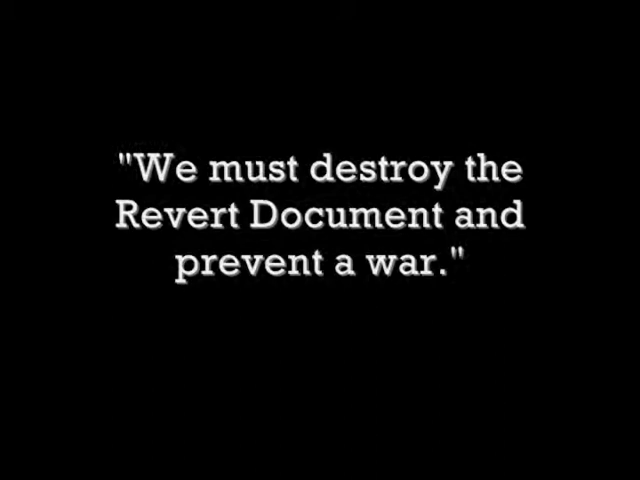 "We must destroy the
Revert Document and
prevent a war."